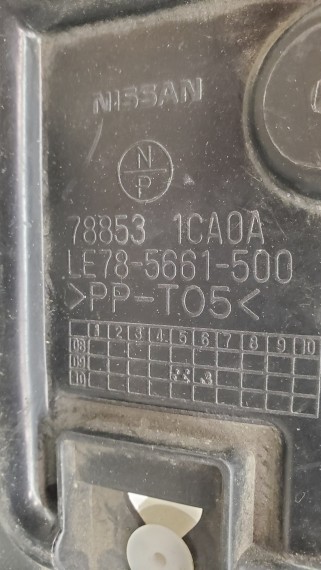 NISSAN
N
P
78853 1CA0A
LE78-5661-500
>PP-T05<
1 2 3 4 5 6 7 8 9 10
08
09
10